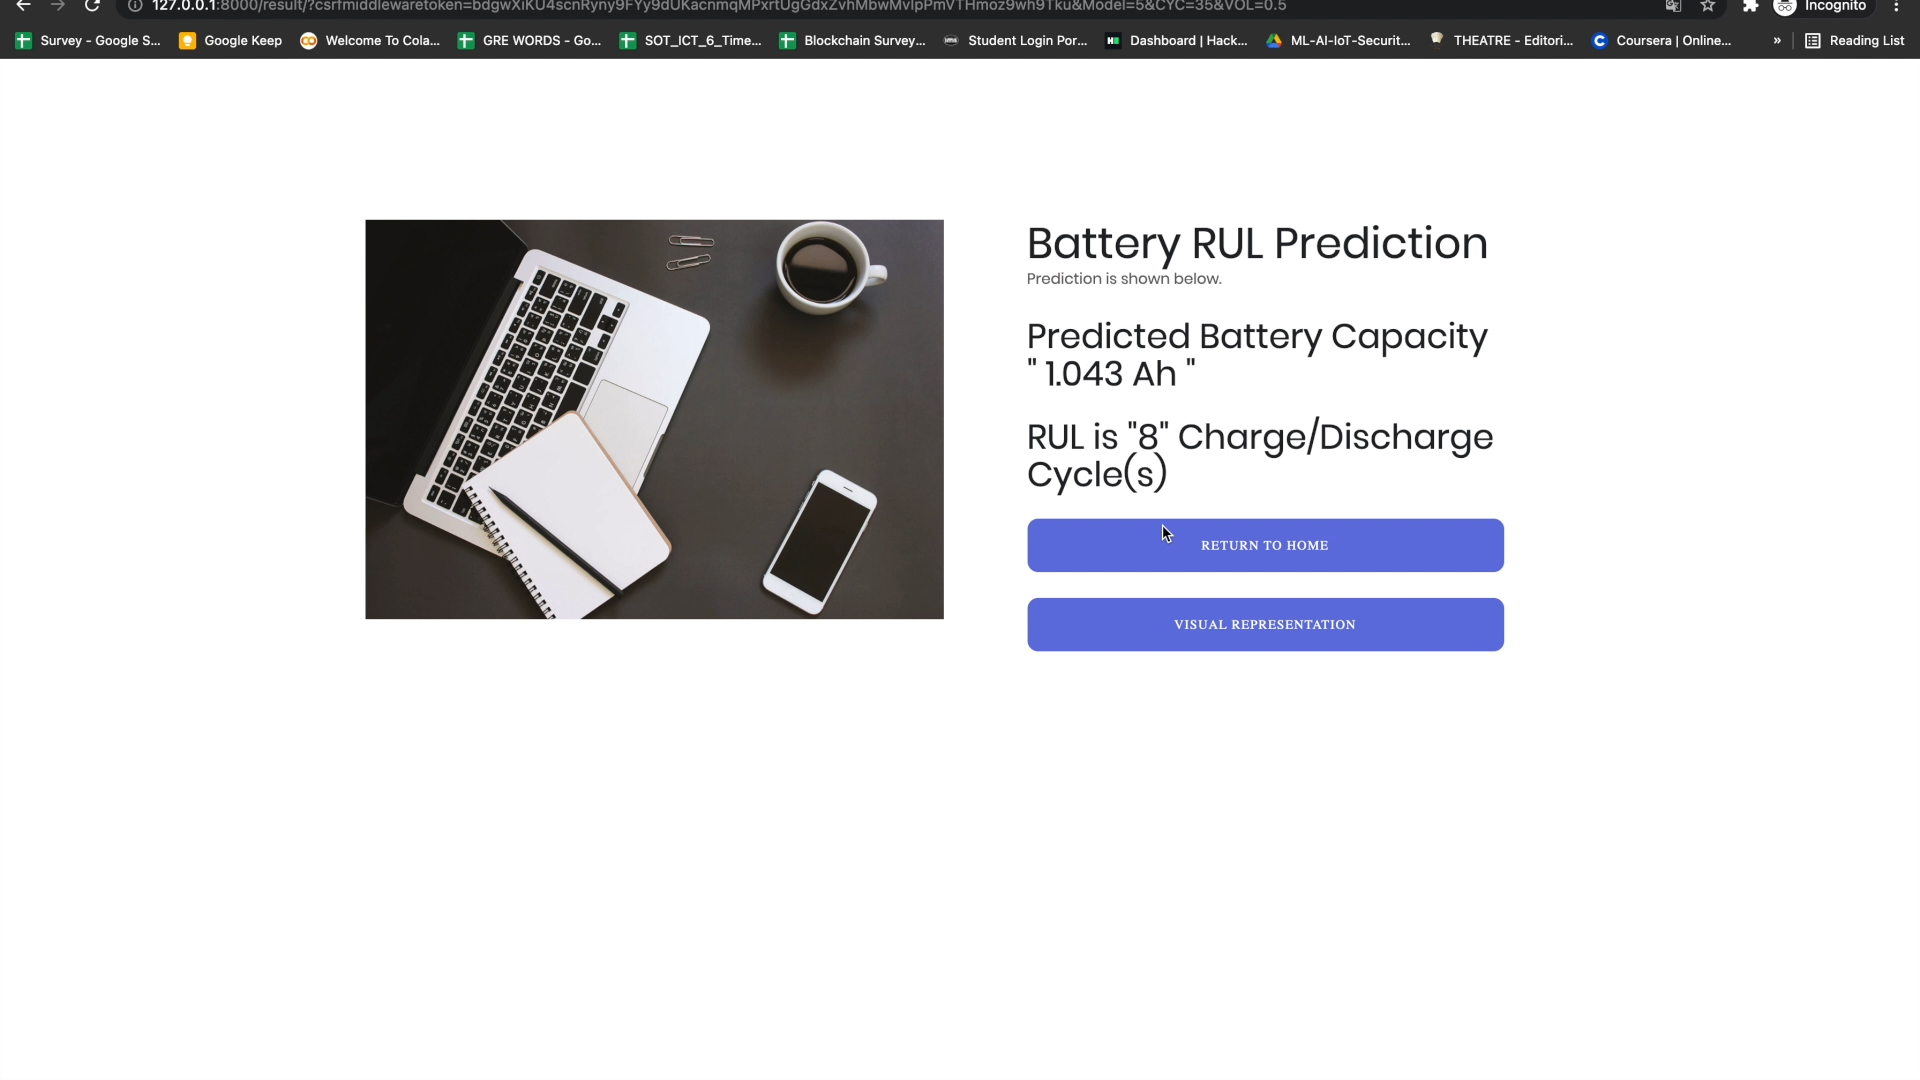 127.0.0.1:8000/result/?csrfmiddlewaretoken=bdgwXiKU4scnRyny9FYy9dUKacnmqMPxrtUgGdxZvhMbwMvIpPmVTHmoz9wh9Tku&Model=5&CYC=35&VOL=0.5
Incognito
Survey - Google S...
Google Keep
Welcome To Cola...
GRE WORDS - Go...
SOT_ICT_6_Time...
Blockchain Survey...
Student Login Por...
Dashboard | Hack...
ML-AI-IoT-Securit...
THEATRE - Editori...
Coursera | Online...
»
Reading List
Battery RUL Prediction
Prediction is shown below.
Predicted Battery Capacity
" 1.043 Ah "
RUL is "8" Charge/Discharge
Cycle(s)
RETURN TO HOME
VISUAL REPRESENTATION